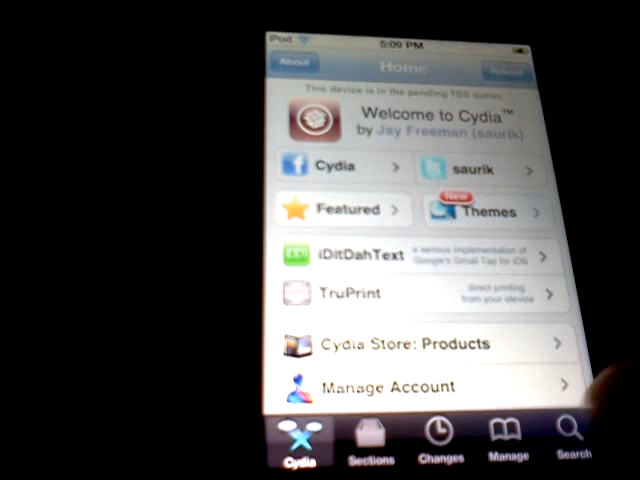 iPod
5:09 PM
About
Home
Reload
This device is in the pending TSS queue.
Welcome to Cydia™
by Jay Freeman (saurik)
Cydia
saurik
Featured
New
Themes
iDitDahText
a serious implementation of
Google's Gmail Tap for iOS
TruPrint
direct printing
from your idevice
Cydia Store: Products
Manage Account
Cydia
Sections
Changes
Manage
Search